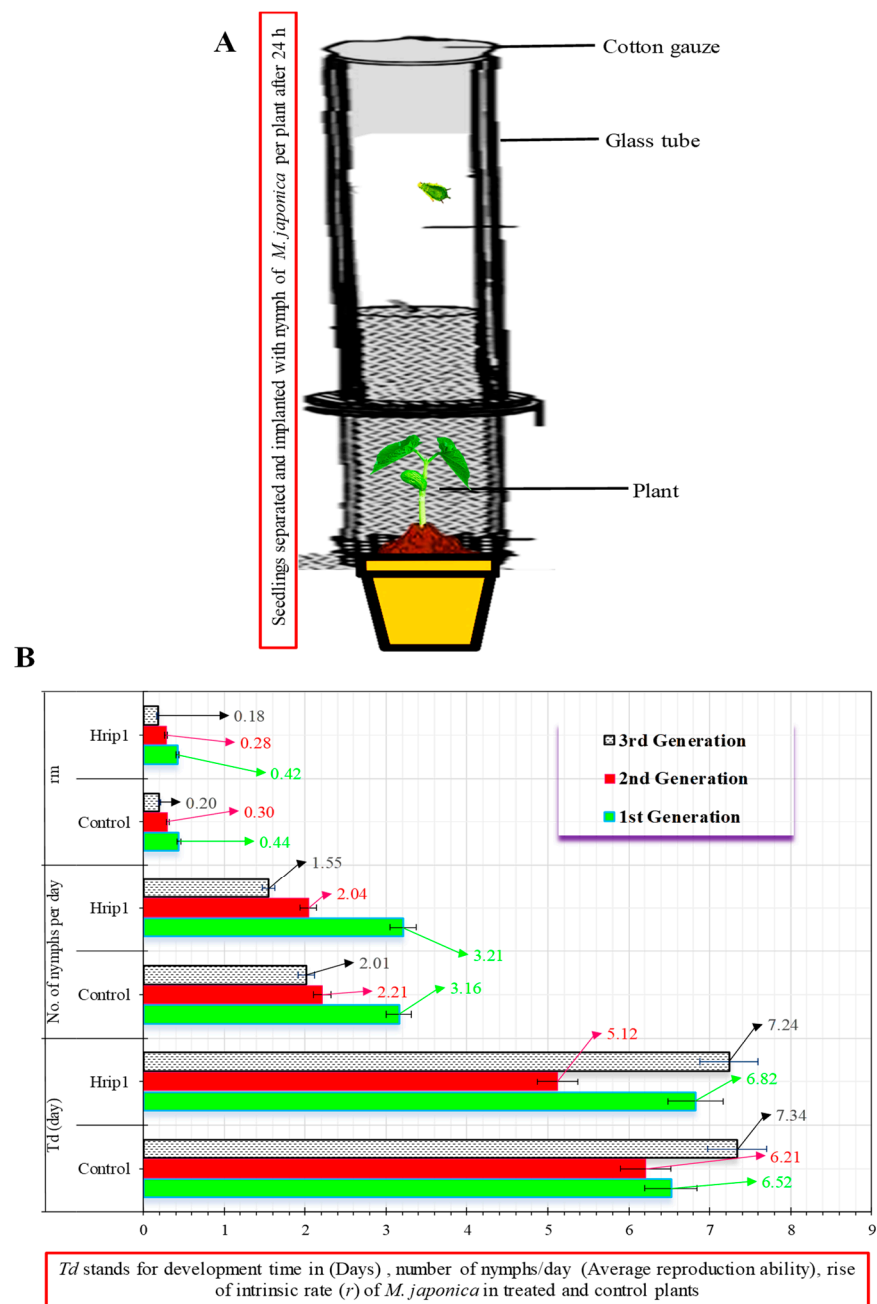 A
Seedlings separated and implanted with nymph of M. japonica per plant after 24 h
Cotton gauze
Glass tube
Plant
B
rm
Hrip1
0.18
0.28
0.42
Control
0.20
0.30
0.44
No. of nymphs per day
Hrip1
1.55
2.04
3.21
Control
2.01
2.21
3.16
Td (day)
Hrip1
7.24
5.12
6.82
Control
7.34
6.21
6.52
3rd Generation
2nd Generation
1st Generation
0 1 2 3 4 5 6 7 8 9
Td stands for development time in (Days) , number of nymphs/day (Average reproduction ability), rise
of intrinsic rate (r) of M. japonica in treated and control plants